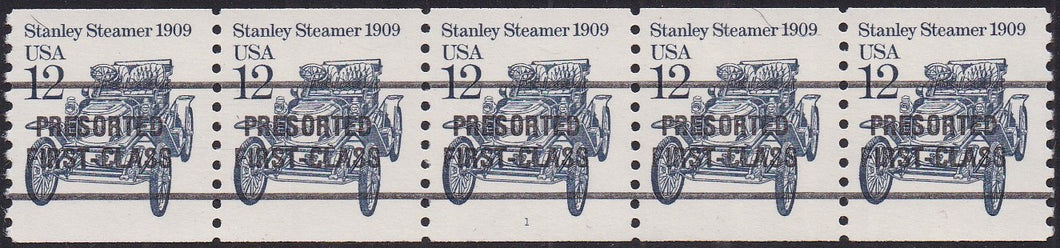 Stanley Steamer 1909
USA
12
PRESORTED
FIRST-CLASS
Stanley Steamer 1909
USA
12
PRESORTED
FIRST-CLASS
Stanley Steamer 1909
USA
12
PRESORTED
FIRST-CLASS
1
Stanley Steamer 1909
USA
12
PRESORTED
FIRST-CLASS
Stanley Steamer 1909
USA
12
PRESORTED
FIRST-CLASS